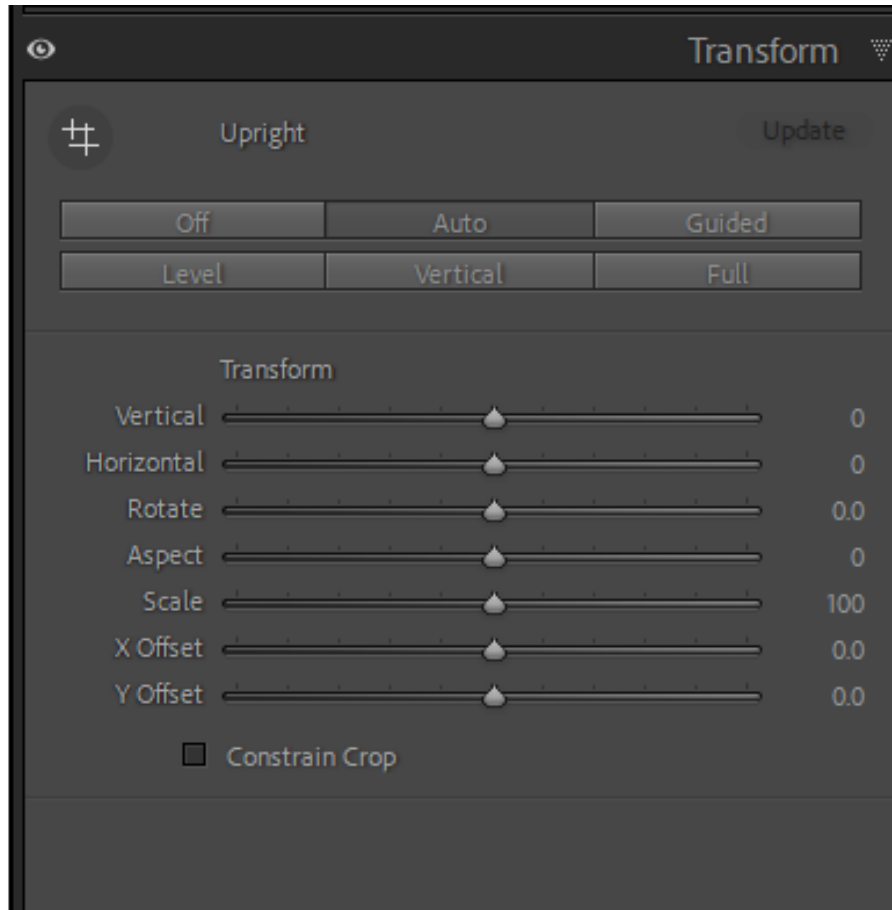 Transform
Upright Update
Off Auto Guided
Level Vertical Full
Transform
Vertical 0
Horizontal 0
Rotate 0.0
Aspect 0
Scale 100
X Offset 0.0
Y Offset 0.0
Constrain Crop